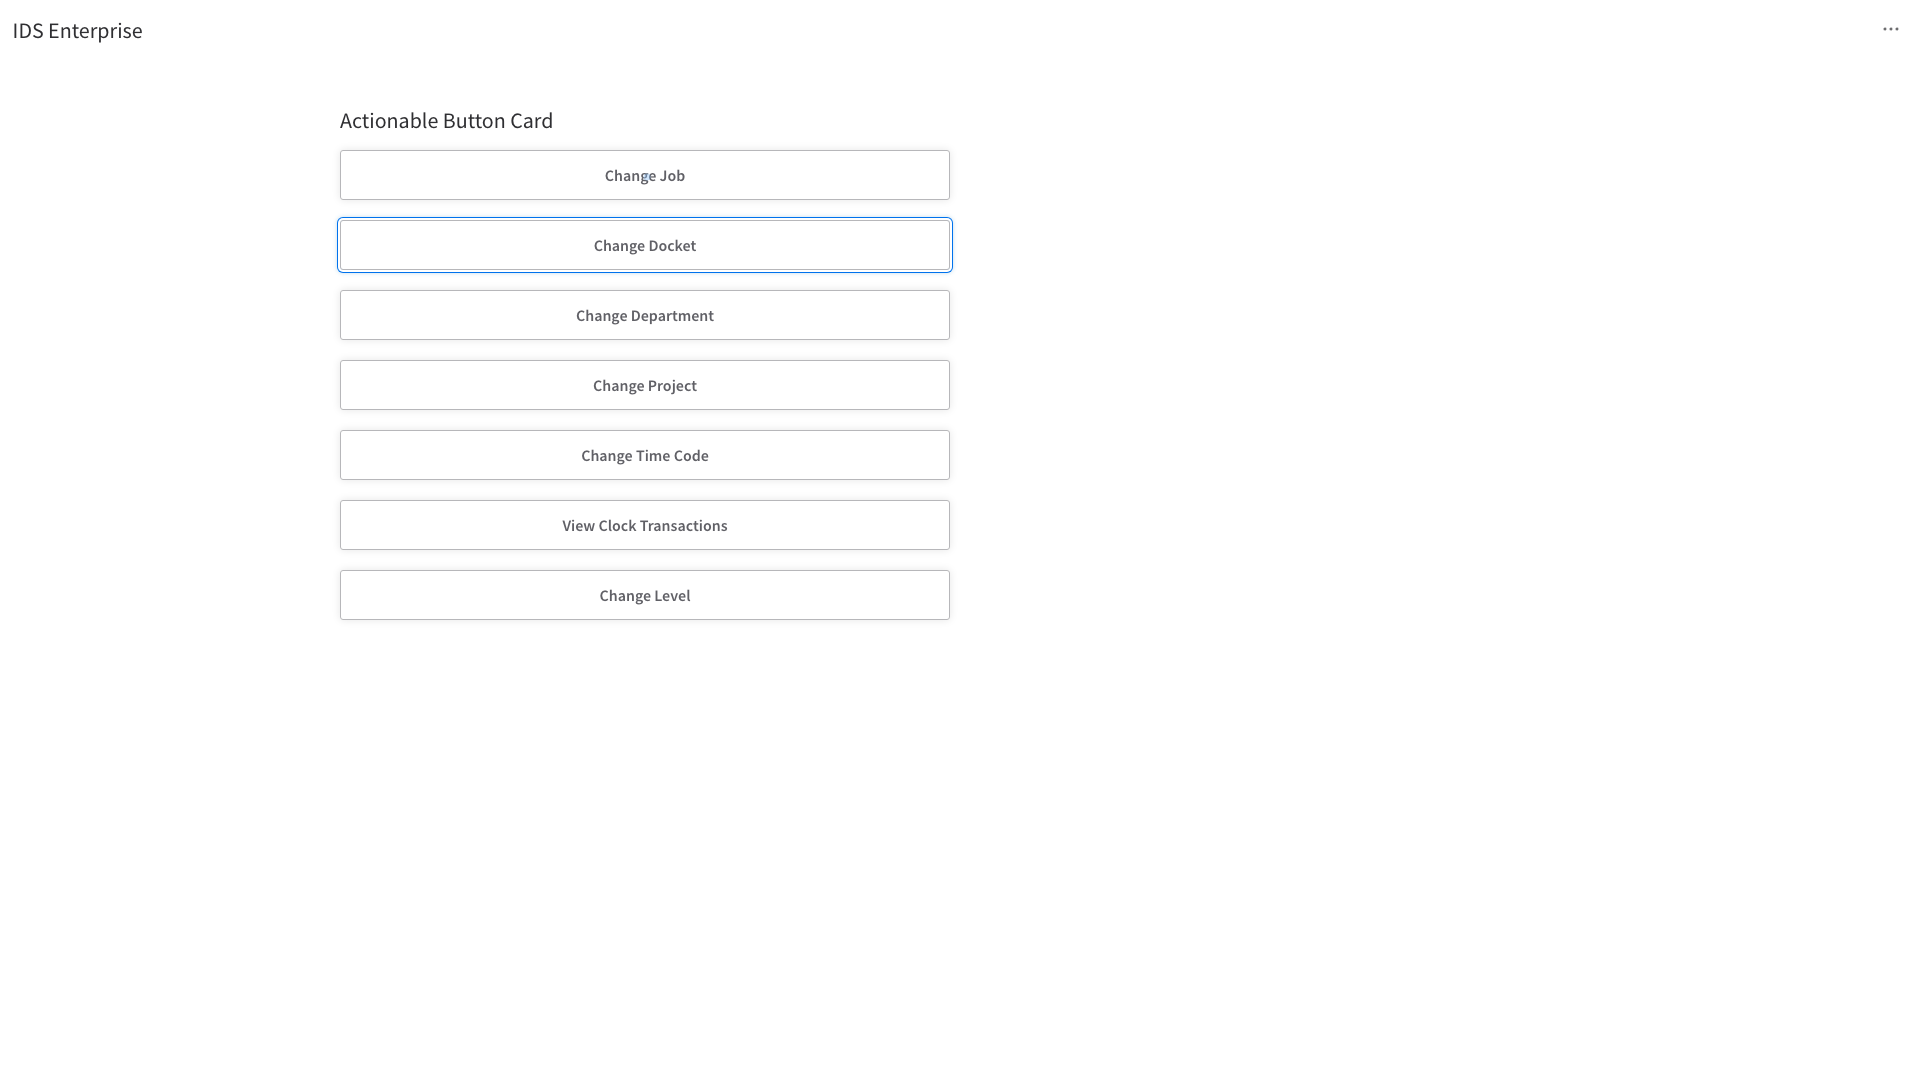 IDS Enterprise
Actionable Button Card
Change Job
Change Docket
Change Department
Change Project
Change Time Code
View Clock Transactions
Change Level